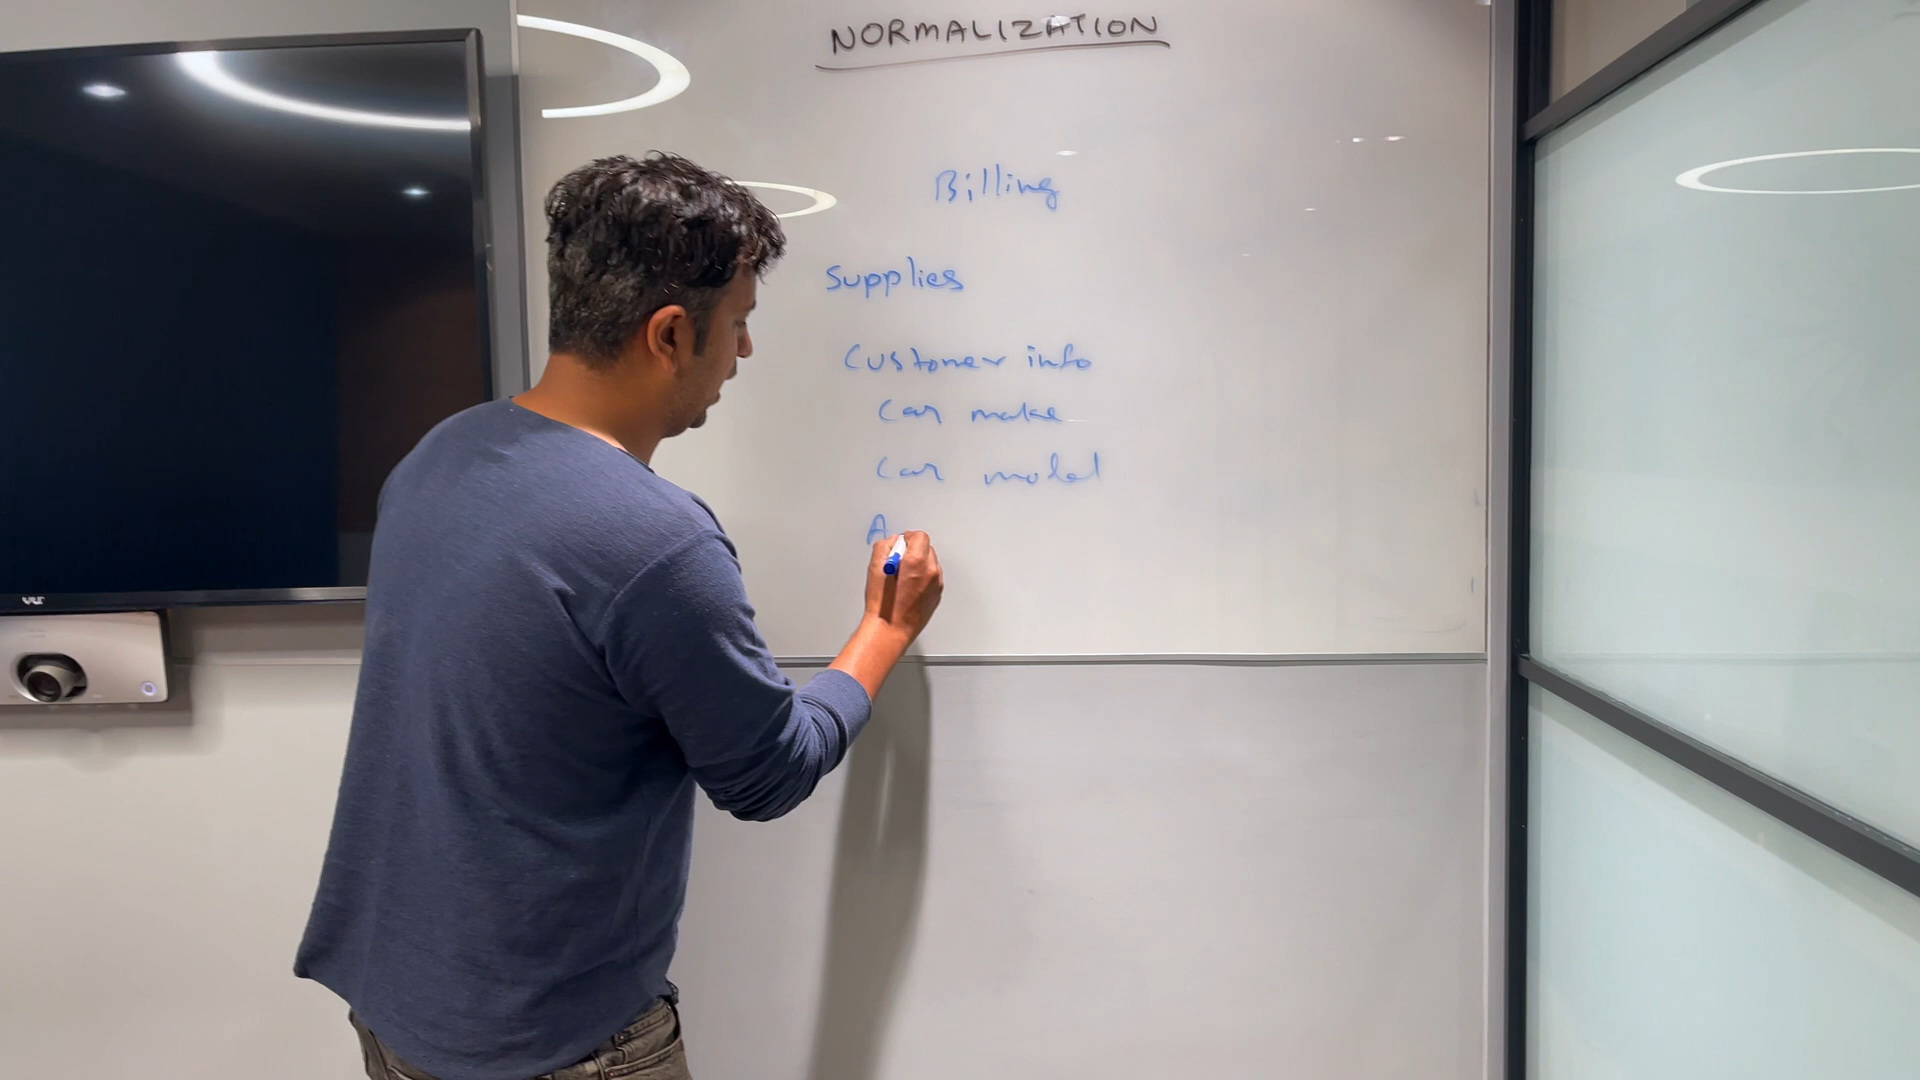 NORMALIZATION
Billing
Supplies
Customer info
Car make
Car model
A